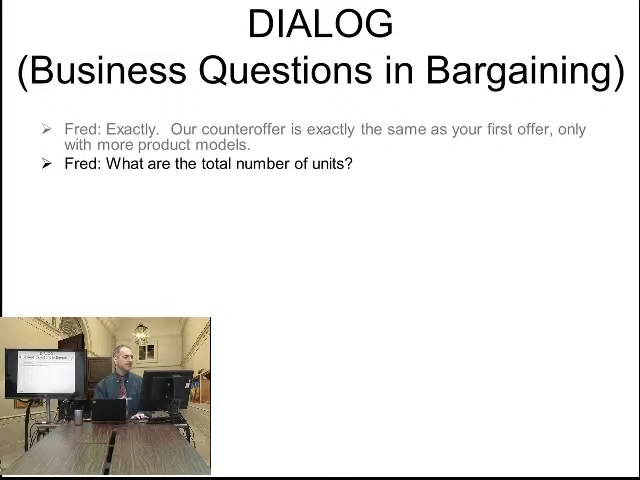 DIALOG
(Business Questions in Bargaining)
Fred: Exactly. Our counteroffer is exactly the same as your first offer, only
with more product models.
Fred: What are the total number of units?